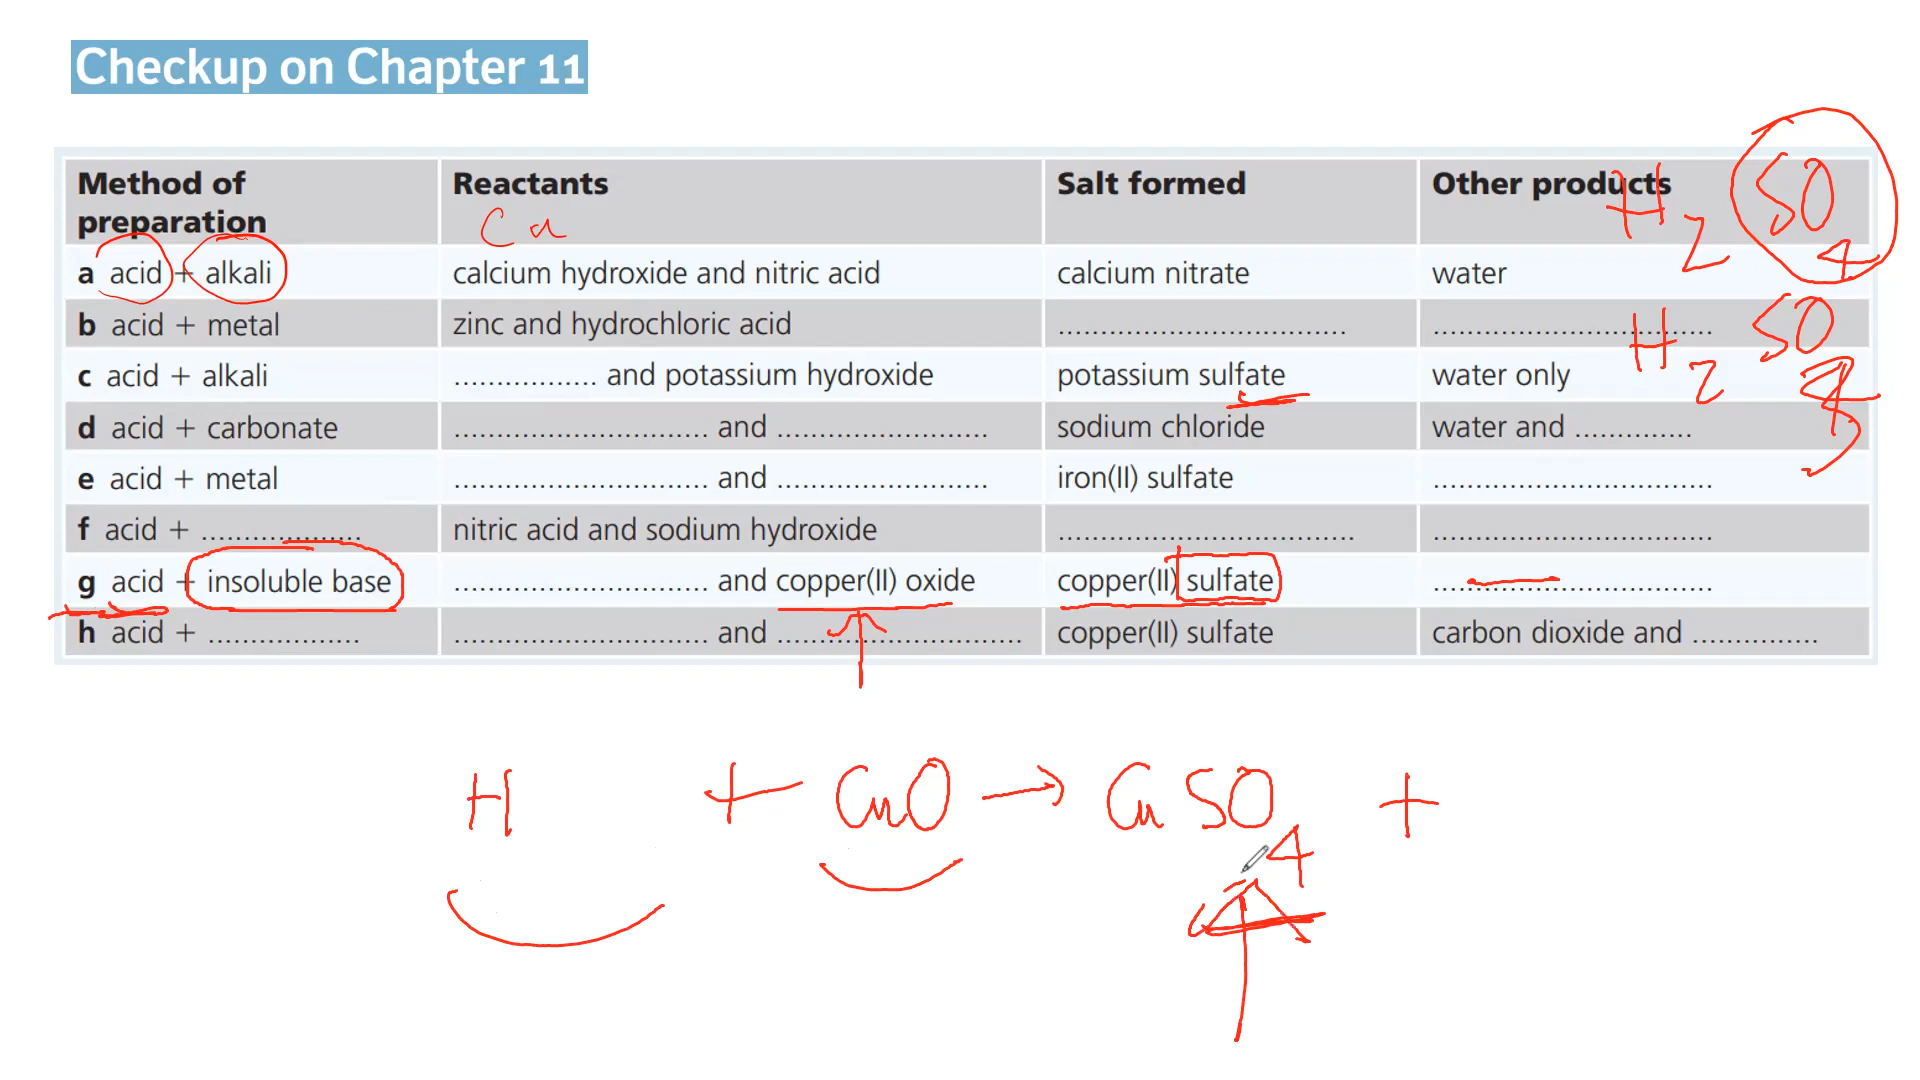 Checkup on Chapter 11
Method of preparation Reactants Salt formed Other products
Ca
H2 SO4
a acid + alkali calcium hydroxide and nitric acid calcium nitrate water
b acid + metal zinc and hydrochloric acid .................................. .................................
H2 SO4
c acid + alkali ................. and potassium hydroxide potassium sulfate water only
d acid + carbonate .............................. and ......................... sodium chloride water and ..............
e acid + metal .............................. and ......................... iron(II) sulfate .................................
f acid + ................... nitric acid and sodium hydroxide ................................... .................................
g acid + insoluble base .............................. and copper(II) oxide copper(II) sulfate .................................
h acid + .................. .............................. and ............................. copper(II) sulfate carbon dioxide and ...............
H + CuO → CuSO4 +